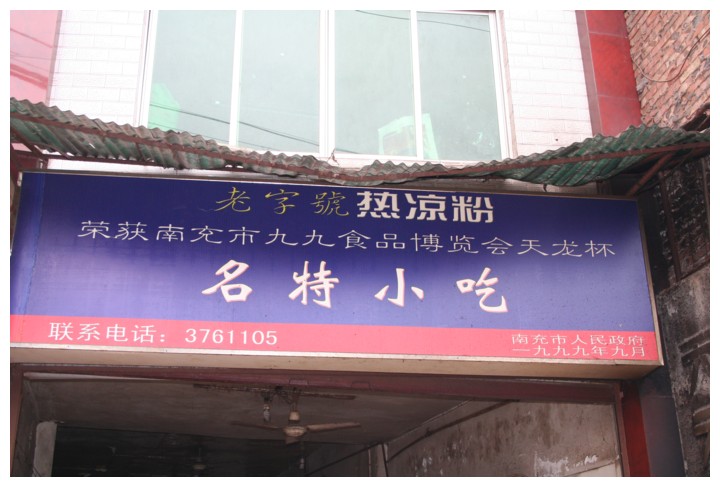 老字號热凉粉
荣获南充市九九食品博览会天龙杯
名特小吃
联系电话：3761105
南充市人民政府
一九九九年九月